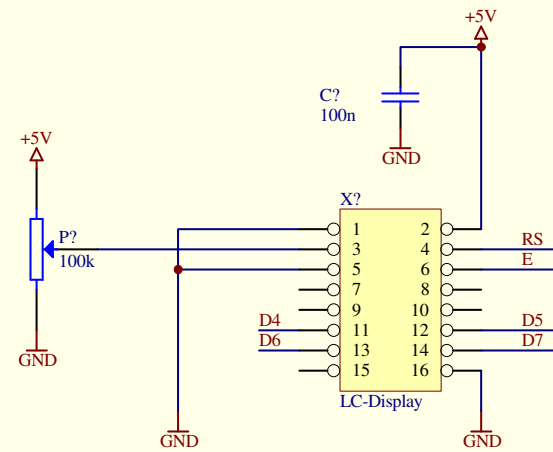 +5V
C?
100n
GND
+5V
P?
100k
GND
X?
1 2
3 4 RS
5 6 E
7 8
9 10
D4 11 12 D5
D6 13 14 D7
15 16
LC-Display
GND
GND